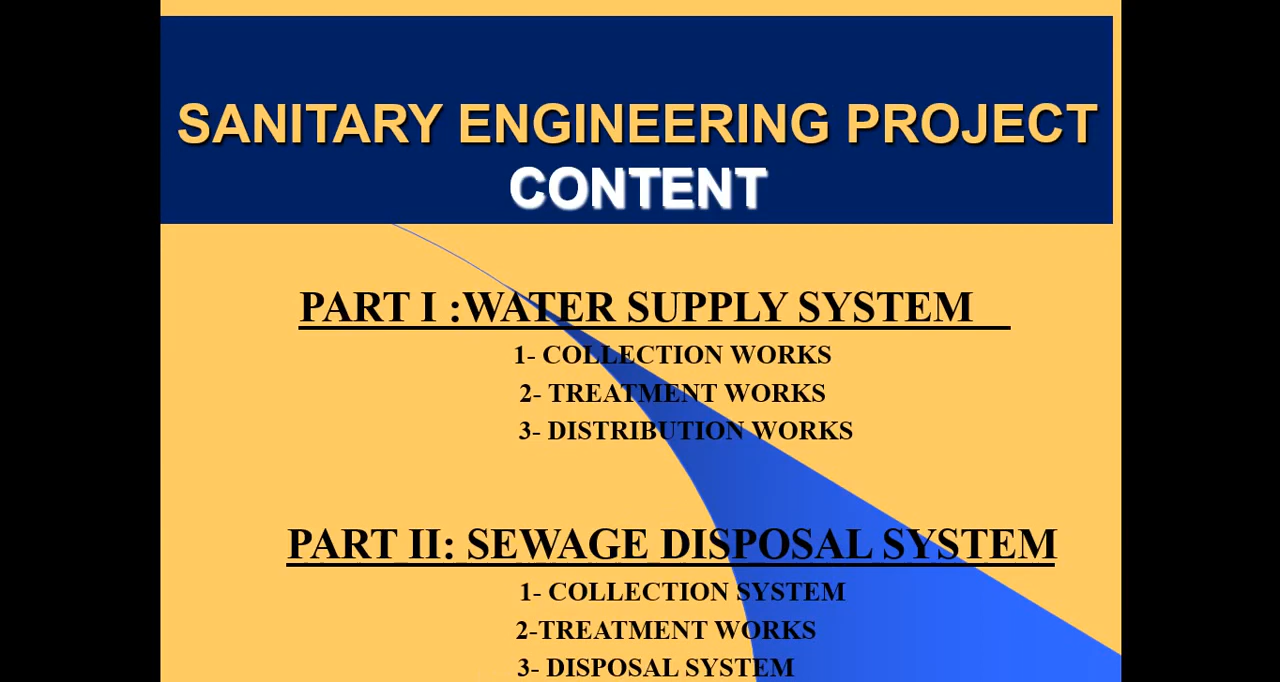 SANITARY ENGINEERING PROJECT
CONTENT
PART I :WATER SUPPLY SYSTEM
1- COLLECTION WORKS
2- TREATMENT WORKS
3- DISTRIBUTION WORKS
PART II: SEWAGE DISPOSAL SYSTEM
1- COLLECTION SYSTEM
2-TREATMENT WORKS
3- DISPOSAL SYSTEM